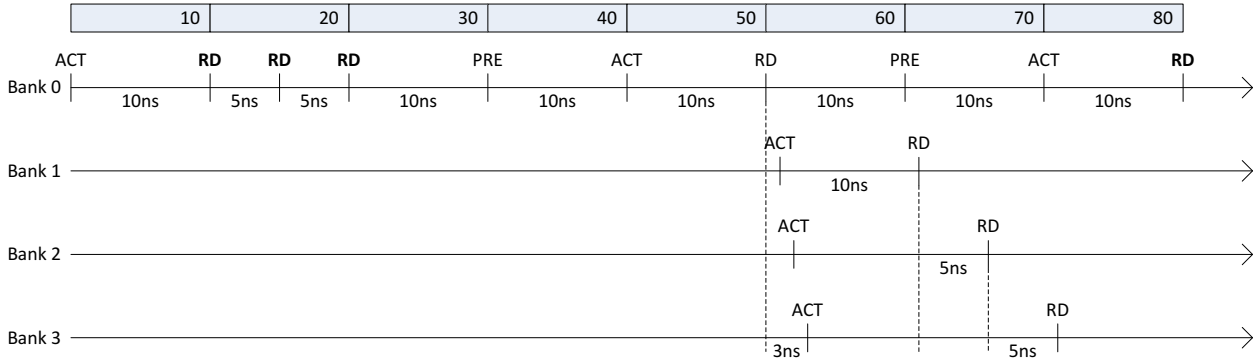 10 20 30 40 50 60 70 80
ACT RD RD RD PRE ACT RD PRE ACT RD
Bank 0
10ns 5ns 5ns 10ns 10ns 10ns 10ns 10ns 10ns
ACT RD
Bank 1
10ns
ACT RD
Bank 2
5ns
ACT RD
Bank 3
3ns 5ns